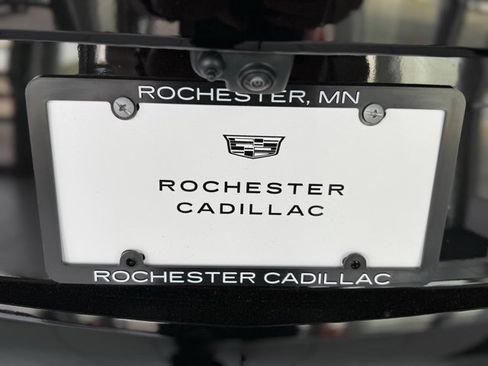 ROCHESTER, MN
ROCHESTER
CADILLAC
ROCHESTER CADILLAC